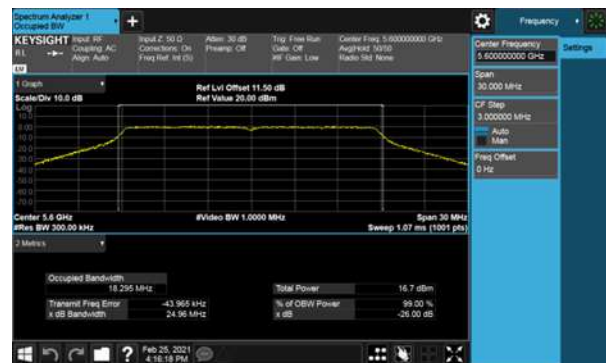 Spectrum Analyzer 1
Occupied BW
Frequency
KEYSIGHT
Input: RF
Coupling: AC
Align: Auto
Input Z: 50 Ω
Corrections: On
Freq Ref: Int (S)
Atten: 30 dB
Preamp: Off
Trig: Free Run
Gate: Off
#IF Gain: Low
Center Freq: 5.600000000 GHz
Avg|Hold: 50/50
Radio Std: None
Center Frequency
5.600000000 GHz
Settings
Span
30.000 MHz
CF Step
3.000000 MHz
Auto
Man
Freq Offset
0 Hz
1 Graph
Scale/Div 10.0 dB
Ref Lvl Offset 11.50 dB
Ref Value 20.00 dBm
Log
10.0
Center 5.6 GHz
#Res BW 300.00 kHz
#Video BW 1.0000 MHz
Span 30 MHz
Sweep 1.07 ms (1001 pts)
2 Metrics
Occupied Bandwidth
18.295 MHz
Total Power
16.7 dBm
Transmit Freq Error
-43.965 kHz
% of OBW Power
99.00 %
x dB Bandwidth
24.96 MHz
x dB
-26.00 dB
?
Feb 25, 2021
4:16:18 PM